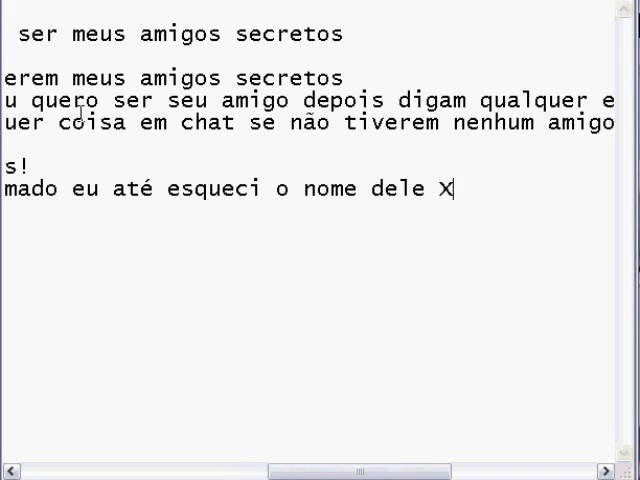 ser meus amigos secretos
erem meus amigos secretos
u quero ser seu amigo depois digam qualquer e
uer coisa em chat se não tiverem nenhum amigo
s!
mado eu até esqueci o nome dele X